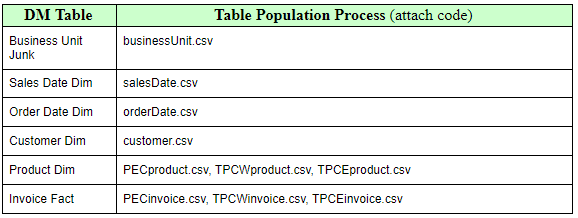 DM Table Table Population Process (attach code)
Business Unit businessUnit.csv
Junk
Sales Date Dim salesDate.csv
Order Date Dim orderDate.csv
Customer Dim customer.csv
Product Dim PECproduct.csv, TPCWproduct.csv, TPCEproduct.csv
Invoice Fact PECinvoice.csv, TPCWinvoice.csv, TPCEinvoice.csv